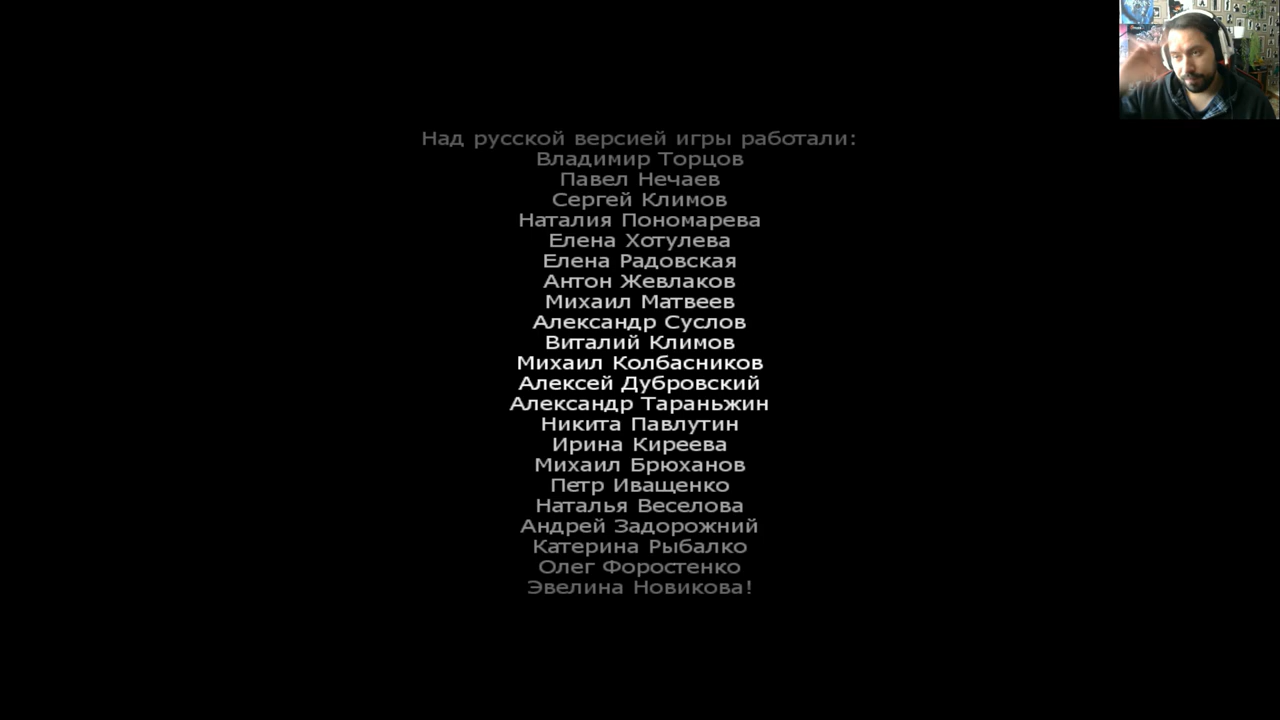 Над русской версией игры работали:
Владимир Торцов
Павел Нечаев
Сергей Климов
Наталия Пономарева
Елена Хотулева
Елена Радовская
Антон Жевлаков
Михаил Матвеев
Александр Суслов
Виталий Климов
Михаил Колбасников
Алексей Дубровский
Александр Тараньжин
Никита Павлутин
Ирина Киреева
Михаил Брюханов
Петр Иващенко
Наталья Веселова
Андрей Задорожний
Катерина Рыбалко
Олег Форостенко
Эвелина Новикова!